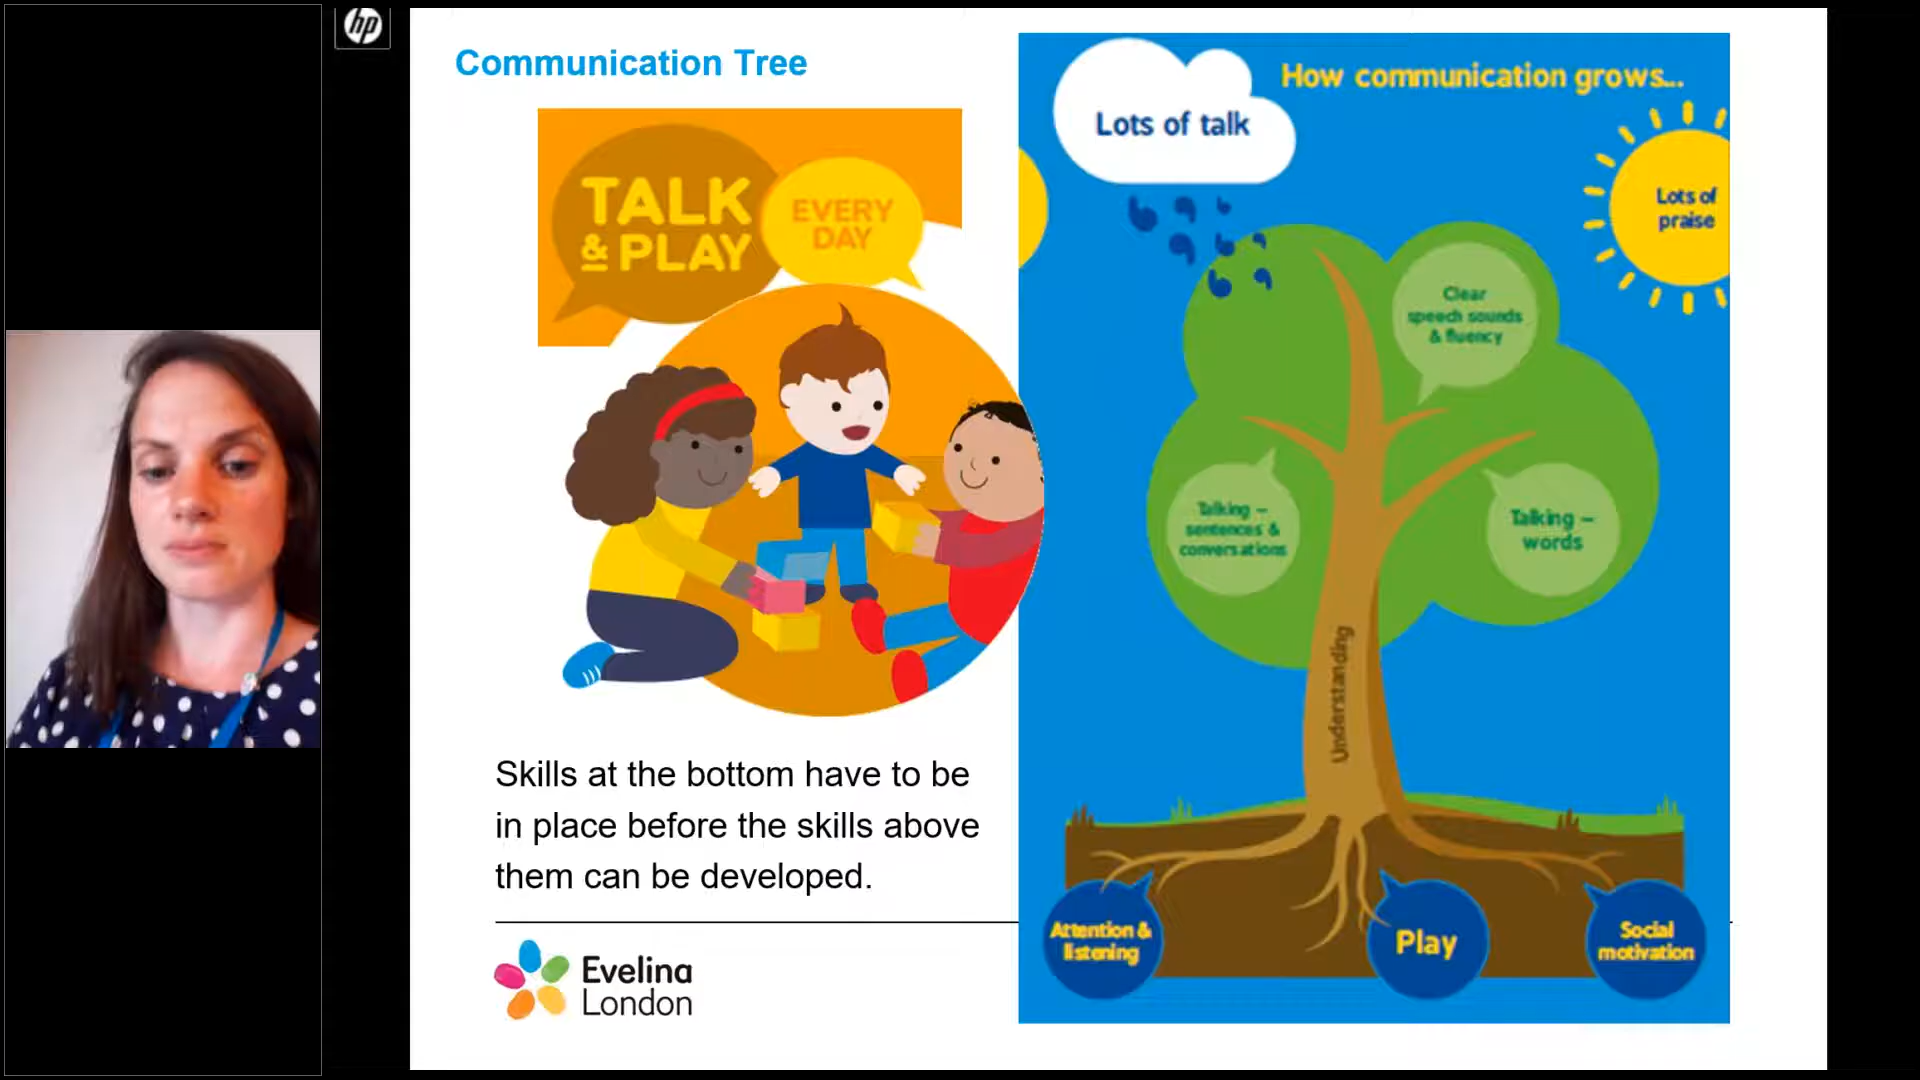 hp
Communication Tree
TALK
& PLAY
EVERY
DAY
Skills at the bottom have to be
in place before the skills above
them can be developed.
Evelina
London
How communication grows...
Lots of talk
Lots of
praise
Clear
speech sounds
& fluency
Talking –
sentences &
conversations
Talking –
words
Understanding
Attention &
listening
Play
Social
motivation